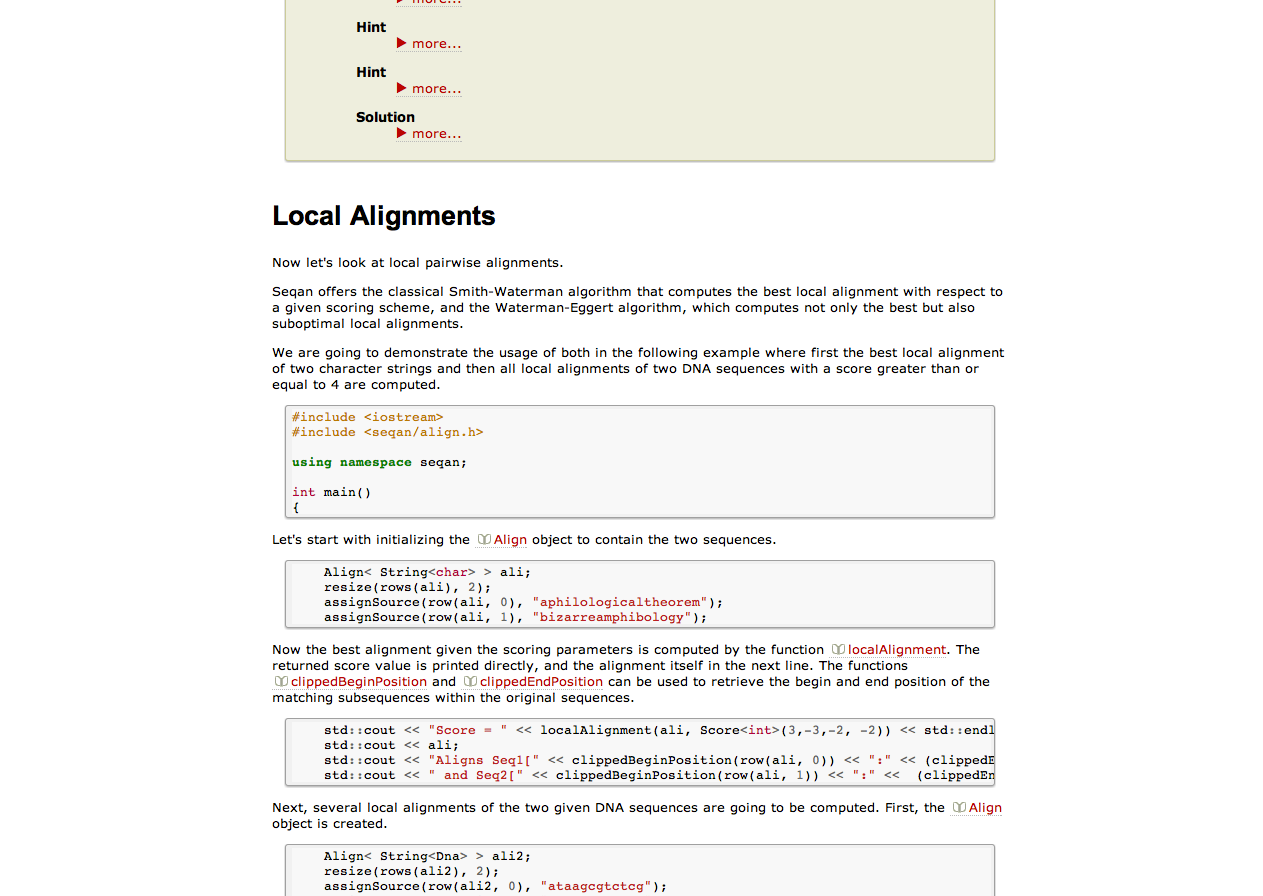 more...
Hint
more...
Hint
more...
Solution
more...
Local Alignments
Now let's look at local pairwise alignments.
Seqan offers the classical Smith-Waterman algorithm that computes the best local alignment with respect to
a given scoring scheme, and the Waterman-Eggert algorithm, which computes not only the best but also
suboptimal local alignments.
We are going to demonstrate the usage of both in the following example where first the best local alignment
of two character strings and then all local alignments of two DNA sequences with a score greater than or
equal to 4 are computed.
#include <iostream>
#include <seqan/align.h>
using namespace seqan;
int main()
{
Let's start with initializing the Align object to contain the two sequences.
Align< String<char> > ali;
resize(rows(ali), 2);
assignSource(row(ali, 0), "aphilologicaltheorem");
assignSource(row(ali, 1), "bizarreamphibology");
Now the best alignment given the scoring parameters is computed by the function localAlignment. The
returned score value is printed directly, and the alignment itself in the next line. The functions
clippedBeginPosition and clippedEndPosition can be used to retrieve the begin and end position of the
matching subsequences within the original sequences.
std::cout << "Score = " << localAlignment(ali, Score<int>(3,-3,-2, -2)) << std::endl
std::cout << ali;
std::cout << "Aligns Seq1[" << clippedBeginPosition(row(ali, 0)) << ":" << (clippedE
std::cout << " and Seq2[" << clippedBeginPosition(row(ali, 1)) << ":" <<  (clippedEn
Next, several local alignments of the two given DNA sequences are going to be computed. First, the Align
object is created.
Align< String<Dna> > ali2;
resize(rows(ali2), 2);
assignSource(row(ali2, 0), "ataagcgtctcg");